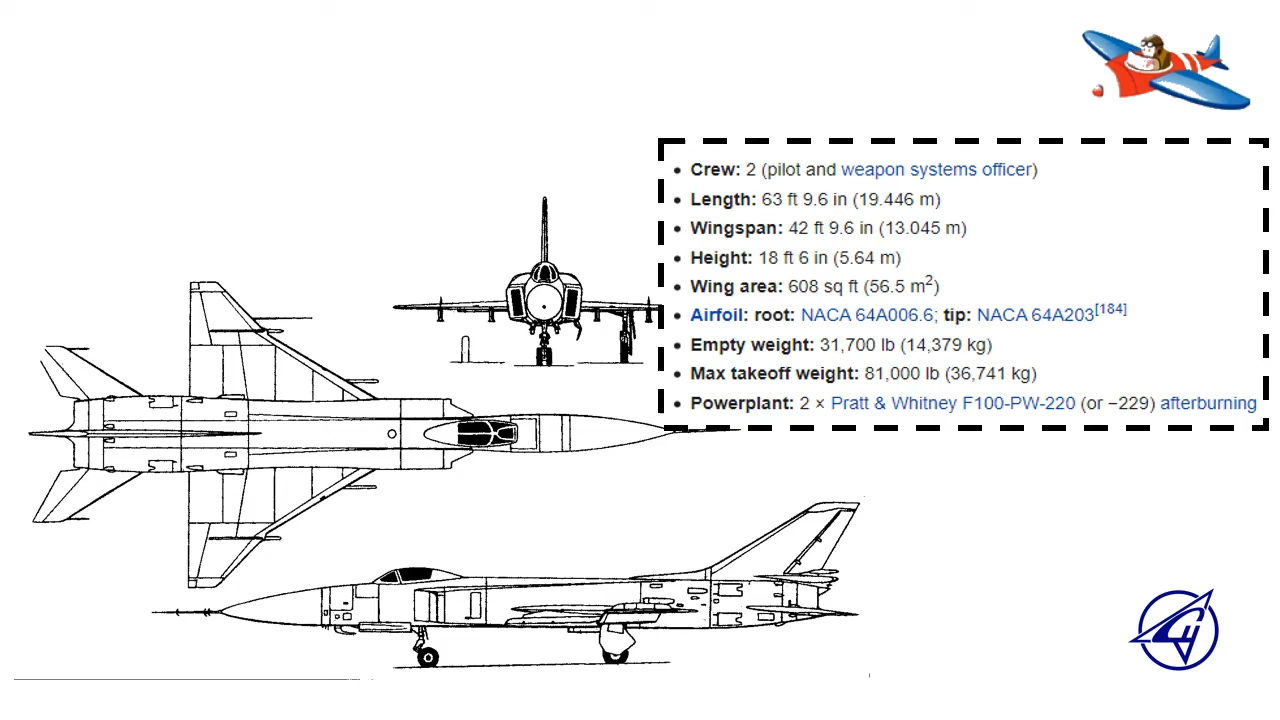 • Crew: 2 (pilot and weapon systems officer)
• Length: 63 ft 9.6 in (19.446 m)
• Wingspan: 42 ft 9.6 in (13.045 m)
• Height: 18 ft 6 in (5.64 m)
• Wing area: 608 sq ft (56.5 m²)
• Airfoil: root: NACA 64A006.6; tip: NACA 64A203[184]
• Empty weight: 31,700 lb (14,379 kg)
• Max takeoff weight: 81,000 lb (36,741 kg)
• Powerplant: 2 × Pratt & Whitney F100-PW-220 (or −229) afterburning